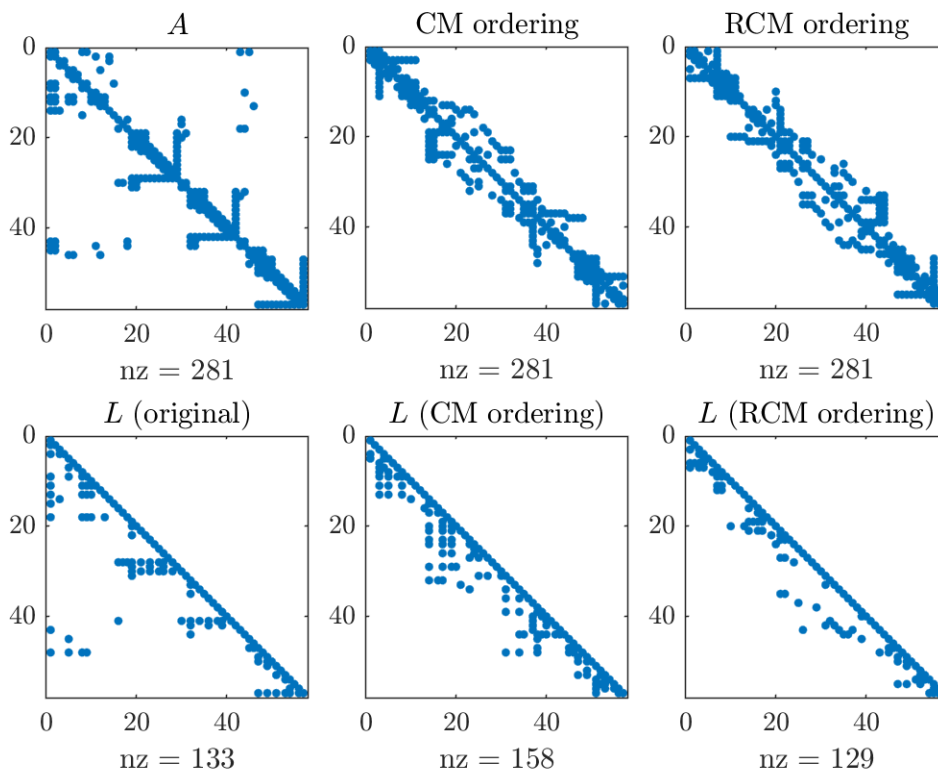 A
CM ordering
RCM ordering
0
20
40
0 20 40
nz = 281
0
20
40
0 20 40
nz = 281
0
20
40
0 20 40
nz = 281
L (original)
L (CM ordering)
L (RCM ordering)
0
20
40
0 20 40
nz = 133
0
20
40
0 20 40
nz = 158
0
20
40
0 20 40
nz = 129